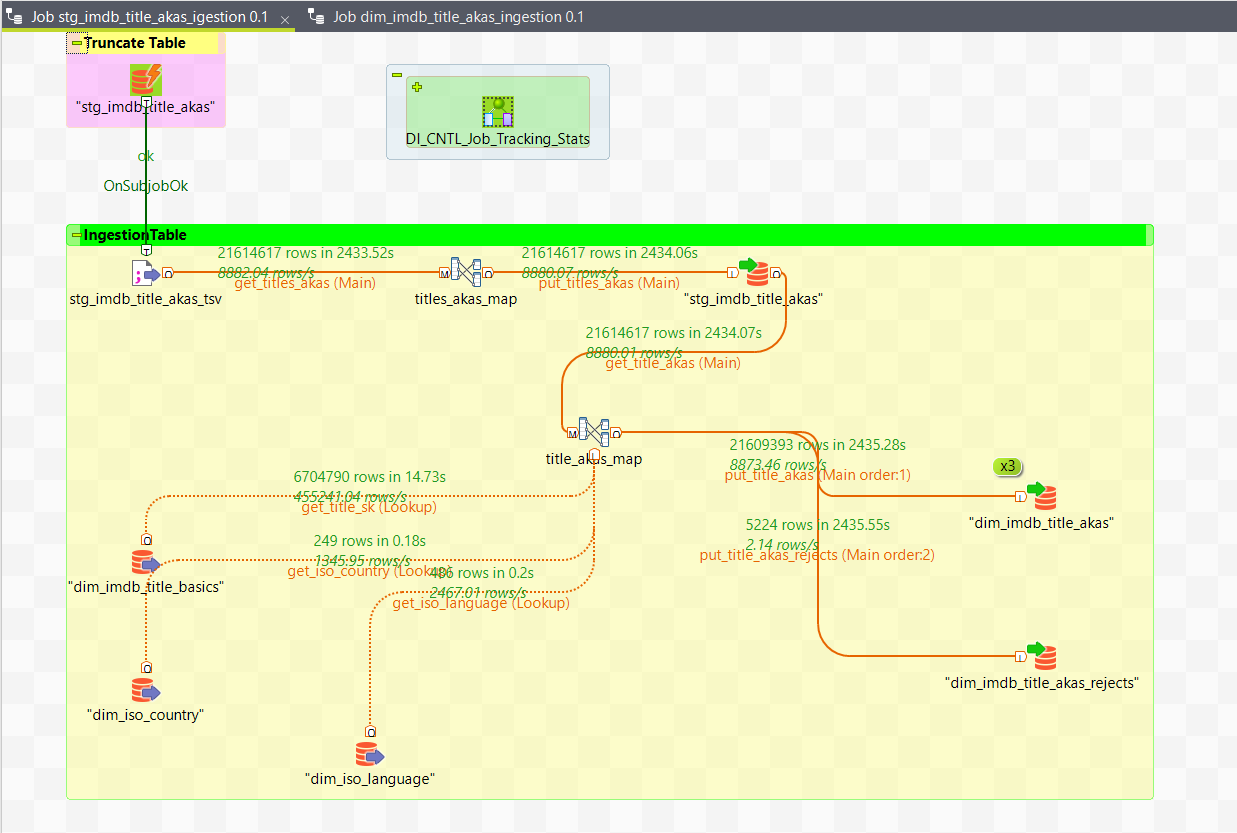 Job stg_imdb_title_akas_igestion 0.1
Job dim_imdb_title_akas_ingestion 0.1
Truncate Table
"stg_imdb_title_akas"
DI_CNTL_Job_Tracking_Stats
ok
OnSubjobOk
IngestionTable
21614617 rows in 2433.52s
8882.04 rows/s
get_titles_akas (Main)
21614617 rows in 2434.06s
8880.07 rows/s
put_titles_akas (Main)
stg_imdb_title_akas_tsv
titles_akas_map
"stg_imdb_title_akas"
21614617 rows in 2434.07s
8880.01 rows/s
get_title_akas (Main)
title_akas_map
21609393 rows in 2435.28s
8873.46 rows/s
put_title_akas (Main order:1)
x3
"dim_imdb_title_akas"
6704790 rows in 14.73s
455241.04 rows/s
get_title_sk (Lookup)
5224 rows in 2435.55s
2.14 rows/s
put_title_akas_rejects (Main order:2)
249 rows in 0.18s
1345.95 rows/s
get_iso_country (Lookup)
"dim_imdb_title_basics"
486 rows in 0.2s
2467.01 rows/s
get_iso_language (Lookup)
"dim_imdb_title_akas_rejects"
"dim_iso_country"
"dim_iso_language"